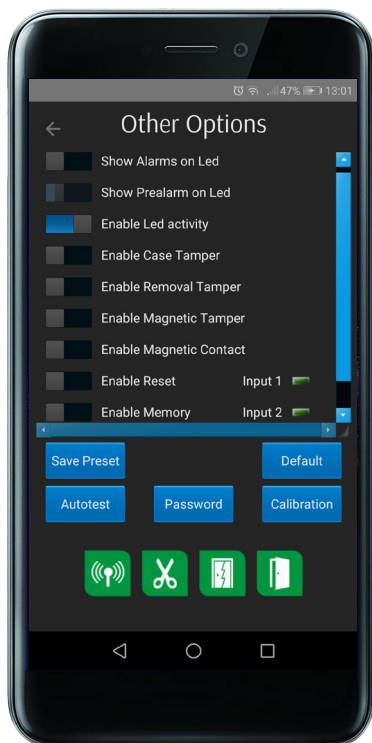 47% 13:01
Other Options
Show Alarms on Led
Show Prealarm on Led
Enable Led activity
Enable Case Tamper
Enable Removal Tamper
Enable Magnetic Tamper
Enable Magnetic Contact
Enable Reset Input 1
Enable Memory Input 2
Save Preset Default
Autotest Password Calibration